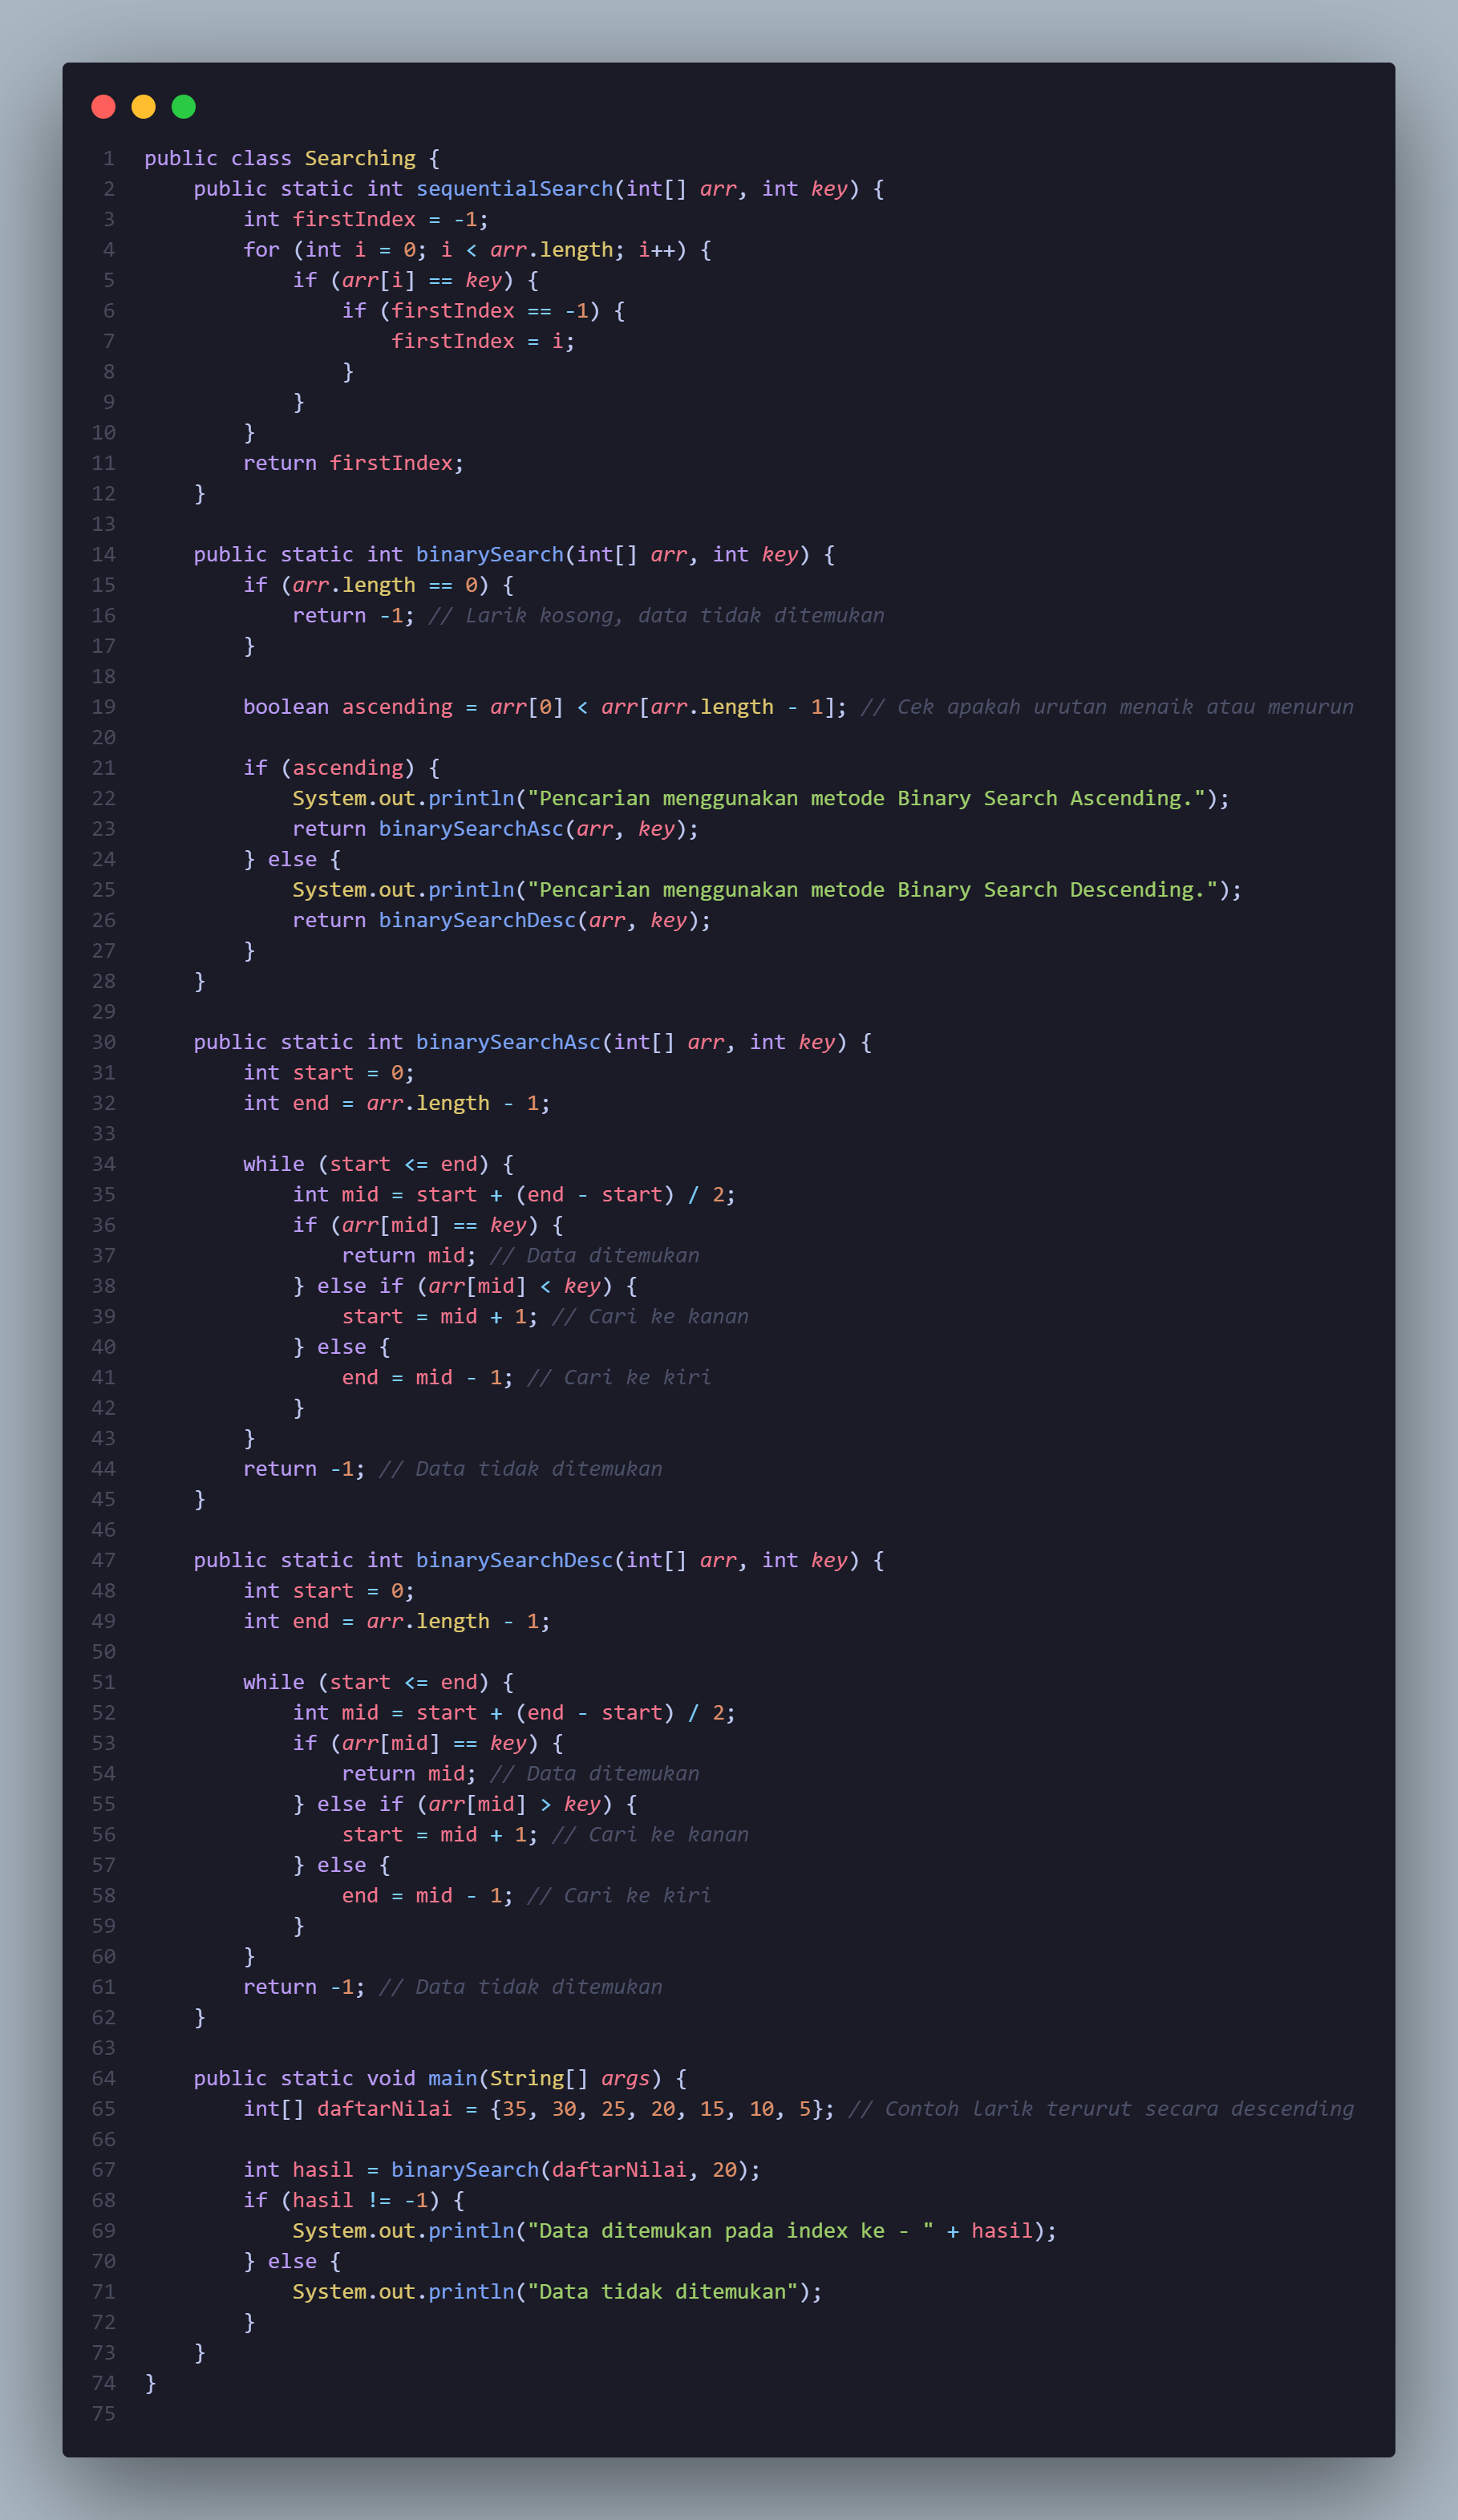 1 public class Searching {
2     public static int sequentialSearch(int[] arr, int key) {
3         int firstIndex = -1;
4         for (int i = 0; i < arr.length; i++) {
5             if (arr[i] == key) {
6                 if (firstIndex == -1) {
7                     firstIndex = i;
8                 }
9             }
10         }
11         return firstIndex;
12     }
13
14     public static int binarySearch(int[] arr, int key) {
15         if (arr.length == 0) {
16             return -1; // Larik kosong, data tidak ditemukan
17         }
18
19         boolean ascending = arr[0] < arr[arr.length - 1]; // Cek apakah urutan menaik atau menurun
20
21         if (ascending) {
22             System.out.println("Pencarian menggunakan metode Binary Search Ascending.");
23             return binarySearchAsc(arr, key);
24         } else {
25             System.out.println("Pencarian menggunakan metode Binary Search Descending.");
26             return binarySearchDesc(arr, key);
27         }
28     }
29
30     public static int binarySearchAsc(int[] arr, int key) {
31         int start = 0;
32         int end = arr.length - 1;
33
34         while (start <= end) {
35             int mid = start + (end - start) / 2;
36             if (arr[mid] == key) {
37                 return mid; // Data ditemukan
38             } else if (arr[mid] < key) {
39                 start = mid + 1; // Cari ke kanan
40             } else {
41                 end = mid - 1; // Cari ke kiri
42             }
43         }
44         return -1; // Data tidak ditemukan
45     }
46
47     public static int binarySearchDesc(int[] arr, int key) {
48         int start = 0;
49         int end = arr.length - 1;
50
51         while (start <= end) {
52             int mid = start + (end - start) / 2;
53             if (arr[mid] == key) {
54                 return mid; // Data ditemukan
55             } else if (arr[mid] > key) {
56                 start = mid + 1; // Cari ke kanan
57             } else {
58                 end = mid - 1; // Cari ke kiri
59             }
60         }
61         return -1; // Data tidak ditemukan
62     }
63
64     public static void main(String[] args) {
65         int[] daftarNilai = {35, 30, 25, 20, 15, 10, 5}; // Contoh larik terurut secara descending
66
67         int hasil = binarySearch(daftarNilai, 20);
68         if (hasil != -1) {
69             System.out.println("Data ditemukan pada index ke - " + hasil);
70         } else {
71             System.out.println("Data tidak ditemukan");
72         }
73     }
74 }
75